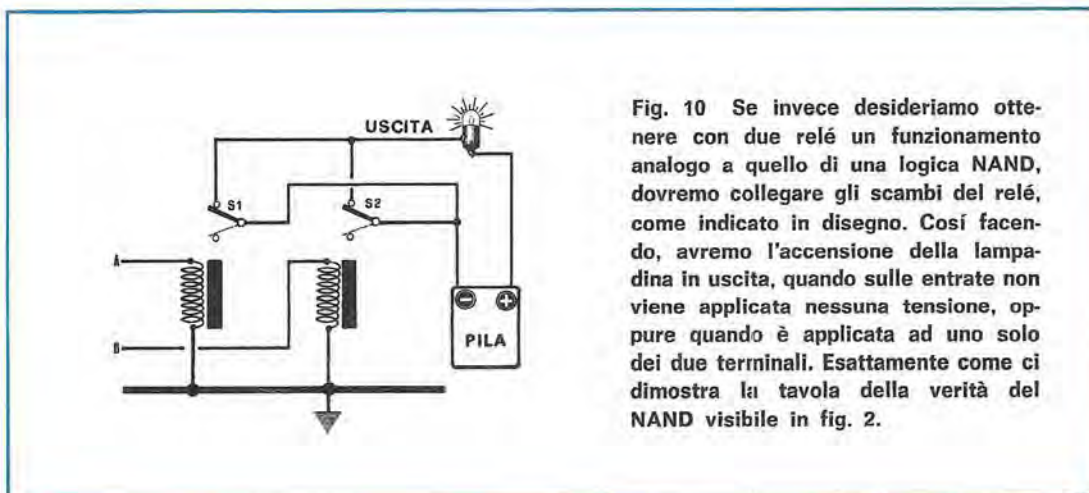 USCITA
S1
S2
A
B
PILA
Fig. 10 Se invece desideriamo otte-
nere con due relé un funzionamento
analogo a quello di una logica NAND,
dovremo collegare gli scambi del relé,
come indicato in disegno. Cosí facen-
do, avremo l'accensione della lampa-
dina in uscita, quando sulle entrate non
viene applicata nessuna tensione, op-
pure quando è applicata ad uno solo
dei due terminali. Esattamente come ci
dimostra la tavola della verità del
NAND visibile in fig. 2.